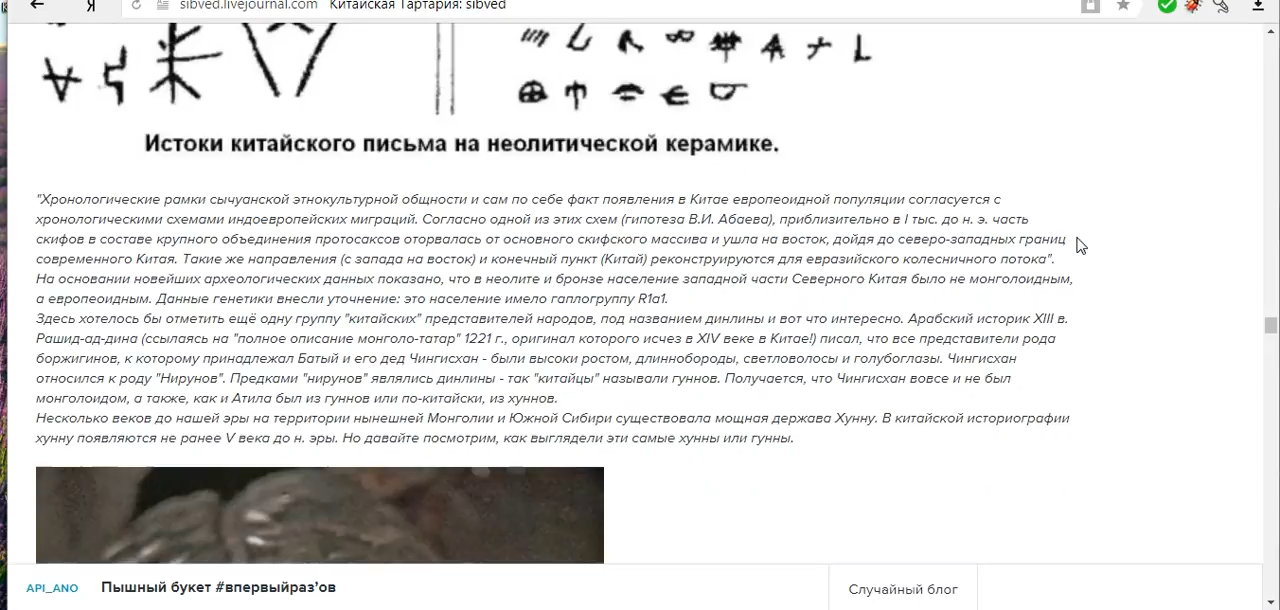 Я
sibved.livejournal.com Китайская Тартария: sibved
Истоки китайского письма на неолитической керамике.
"Хронологические рамки сычуанской этнокультурной общности и сам по себе факт появления в Китае европеоидной популяции согласуется с
хронологическими схемами индоевропейских миграций. Согласно одной из этих схем (гипотеза В.И. Абаева), приблизительно в I тыс. до н. э. часть
скифов в составе крупного объединения протосаксов оторвалась от основного скифского массива и ушла на восток, дойдя до северо-западных границ
современного Китая. Такие же направления (с запада на восток) и конечный пункт (Китай) реконструируются для евразийского колесничного потока".
На основании новейших археологических данных показано, что в неолите и бронзе население западной части Северного Китая было не монголоидным,
а европеоидным. Данные генетики внесли уточнение: это население имело гаплогруппу R1a1.
Здесь хотелось бы отметить ещё одну группу "китайских" представителей народов, под названием динлины и вот что интересно. Арабский историк XIII в.
Рашид-ад-дина (ссылаясь на "полное описание монголо-татар" 1221 г., оригинал которого исчез в XIV веке в Китае!) писал, что все представители рода
боржигинов, к которому принадлежал Батый и его дед Чингисхан - были высоки ростом, длиннобороды, светловолосы и голубоглазы. Чингисхан
относился к роду "Нирунов". Предками "нирунов" являлись динлины - так "китайцы" называли гуннов. Получается, что Чингисхан вовсе и не был
монголоидом, а также, как и Атила был из гуннов или по-китайски, из хуннов.
Несколько веков до нашей эры на территории нынешней Монголии и Южной Сибири существовала мощная держава Хунну. В китайской историографии
хунну появляются не ранее V века до н. эры. Но давайте посмотрим, как выглядели эти самые хунны или гунны.
API_ANO Пышный букет #впервыйраз'ов Случайный блог